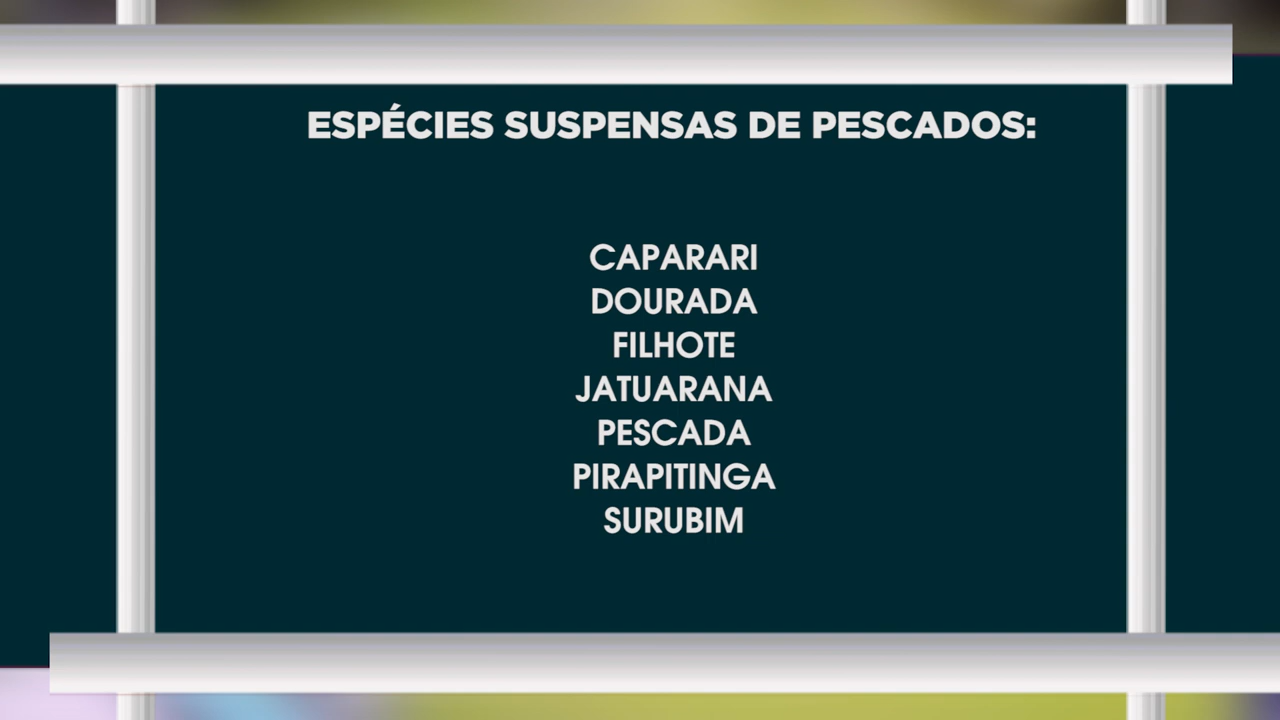 ESPÉCIES SUSPENSAS DE PESCADOS:
CAPARARI
DOURADA
FILHOTE
JATUARANA
PESCADA
PIRAPITINGA
SURUBIM